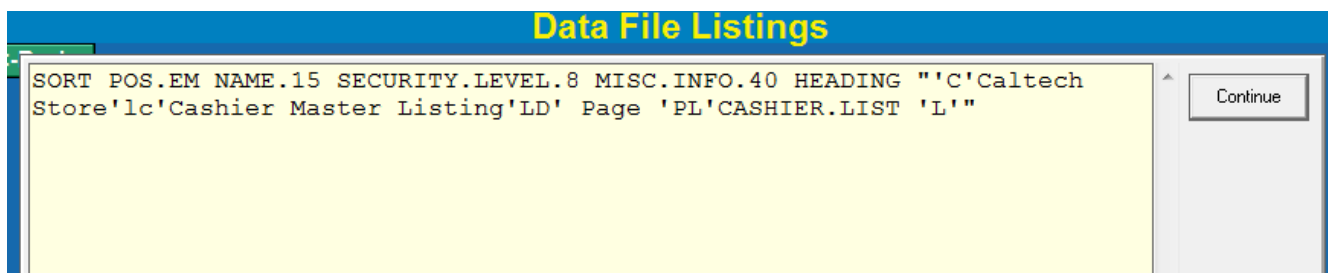 Data File Listings
SORT POS.EM NAME.15 SECURITY.LEVEL.8 MISC.INFO.40 HEADING "'C'Caltech
Store'lc'Cashier Master Listing'LD' Page 'PL'CASHIER.LIST 'L'"
Continue